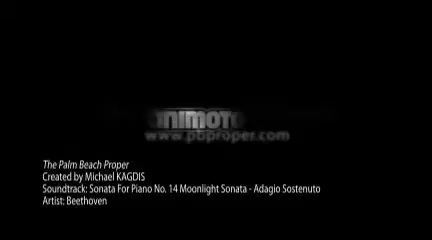 ANIMOTO
www.pbproper.com
The Palm Beach Proper
Created by Michael KAGDIS
Soundtrack: Sonata For Piano No. 14 Moonlight Sonata - Adagio Sostenuto
Artist: Beethoven